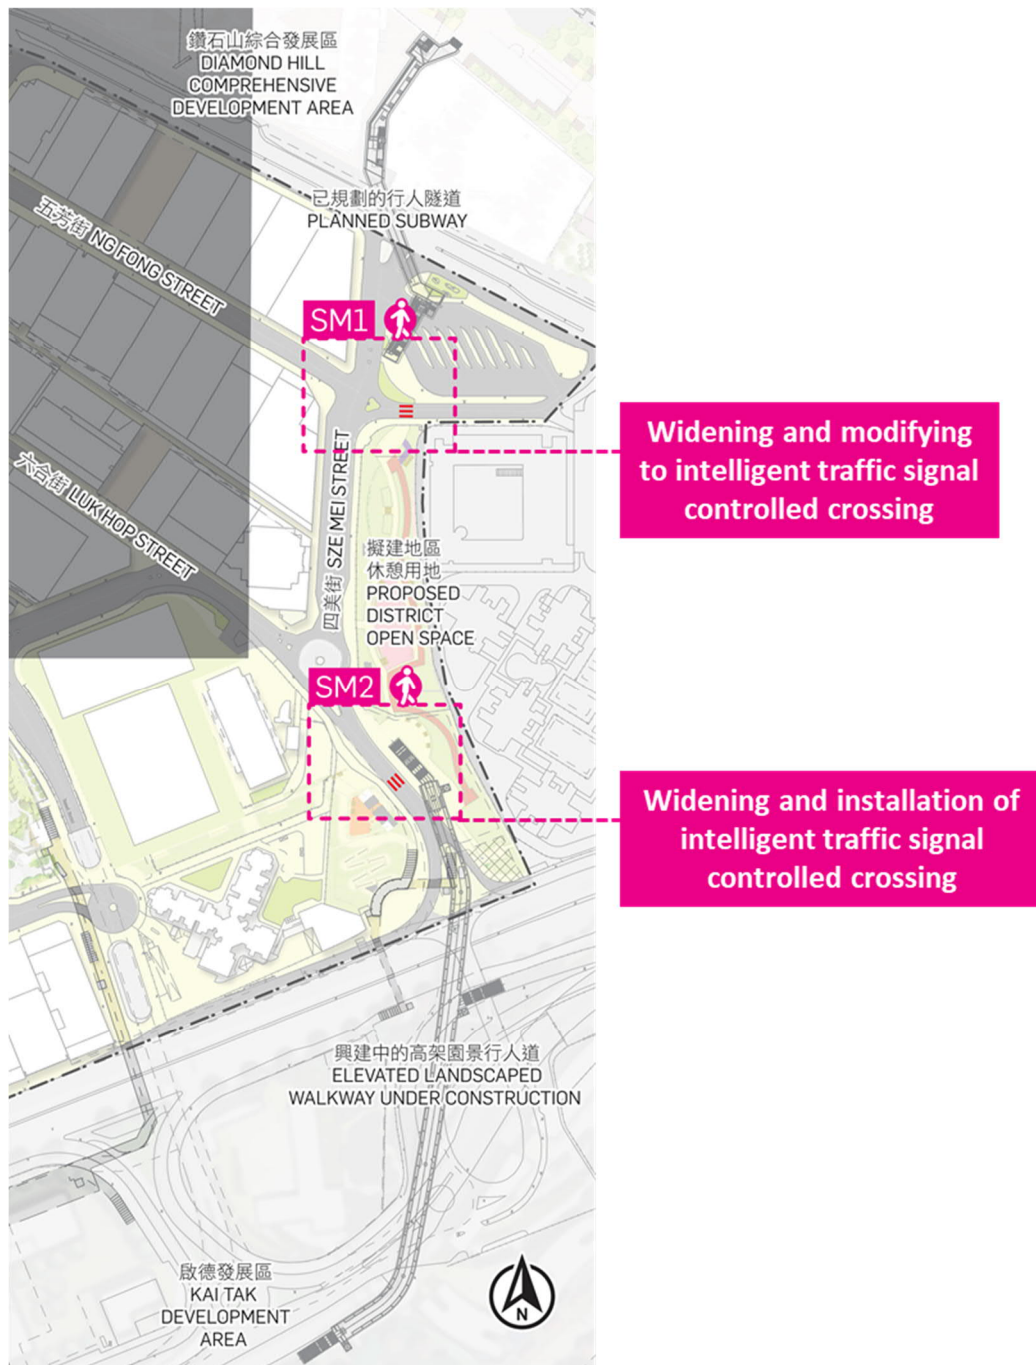 鑽石山綜合發展區
DIAMOND HILL
COMPREHENSIVE
DEVELOPMENT AREA
已規劃的行人隧道
PLANNED SUBWAY
五芳街 NG FONG STREET
SM1
Widening and modifying
to intelligent traffic signal
controlled crossing
六合街 LUK HOP STREET
四美街 SZE MEI STREET
擬建地區
休憩用地
PROPOSED
DISTRICT
OPEN SPACE
SM2
Widening and installation of
intelligent traffic signal
controlled crossing
興建中的高架園景行人道
ELEVATED LANDSCAPED
WALKWAY UNDER CONSTRUCTION
啟德發展區
KAI TAK
DEVELOPMENT
AREA
N